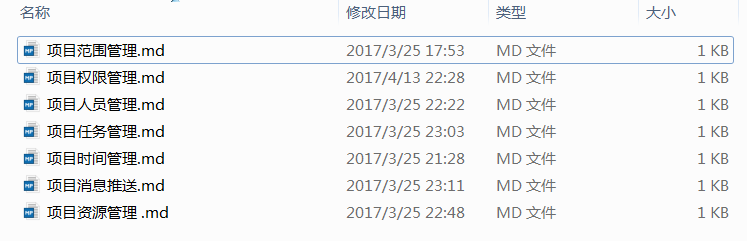 名称 修改日期 类型 大小
项目范围管理.md 2017/3/25 17:53 MD 文件 1 KB
项目权限管理.md 2017/4/13 22:28 MD 文件 1 KB
项目人员管理.md 2017/3/25 22:22 MD 文件 1 KB
项目任务管理.md 2017/3/25 23:03 MD 文件 1 KB
项目时间管理.md 2017/3/25 21:28 MD 文件 1 KB
项目消息推送.md 2017/3/25 23:11 MD 文件 1 KB
项目资源管理 .md 2017/3/25 22:48 MD 文件 1 KB